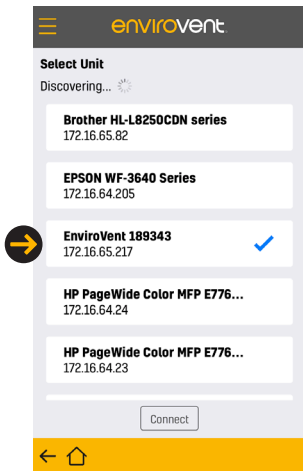 envirovent.
Select Unit
Discovering...
Brother HL-L8250CDN series
172.16.65.82
EPSON WF-3640 Series
172.16.64.205
EnviroVent 189343
172.16.65.217
HP PageWide Color MFP E776...
172.16.64.24
HP PageWide Color MFP E776...
172.16.64.23
Connect